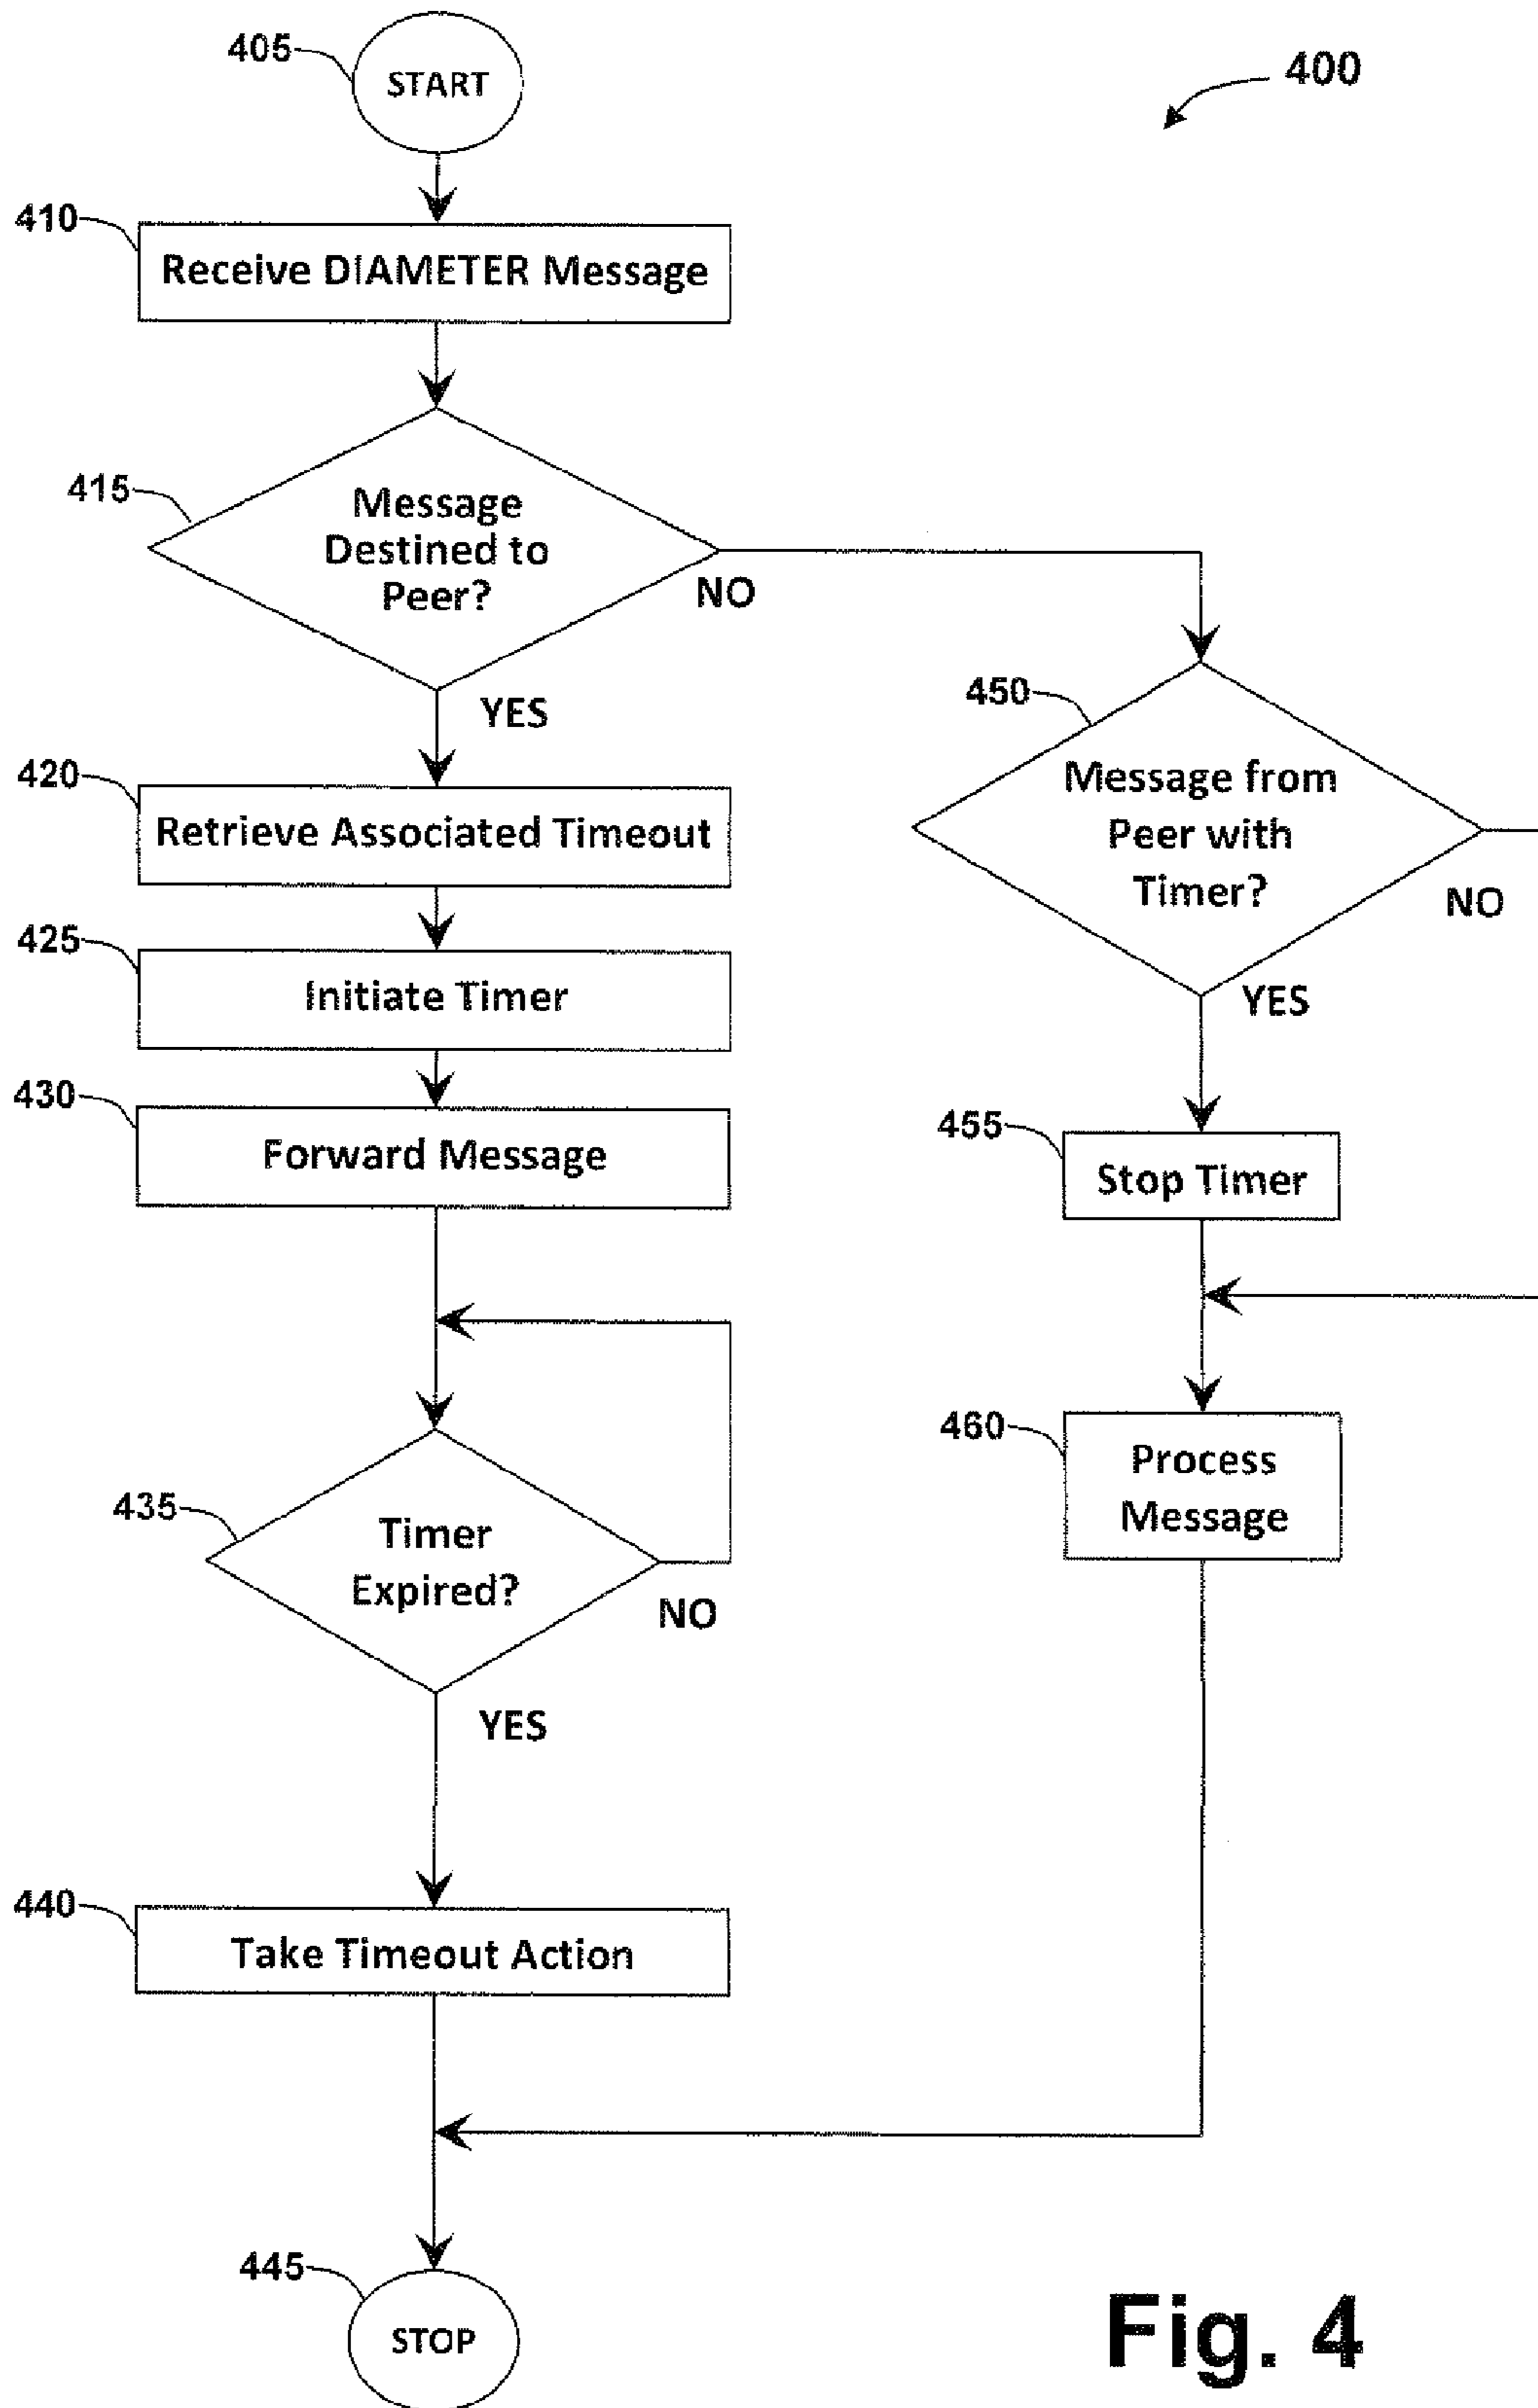 405
START
400
410
Receive DIAMETER Message
415
Message
Destined to
Peer?
NO
YES
420
Retrieve Associated Timeout
425
Initiate Timer
430
Forward Message
435
Timer
Expired?
NO
YES
440
Take Timeout Action
445
STOP
450
Message from
Peer with
Timer?
NO
YES
455
Stop Timer
460
Process
Message
Fig. 4